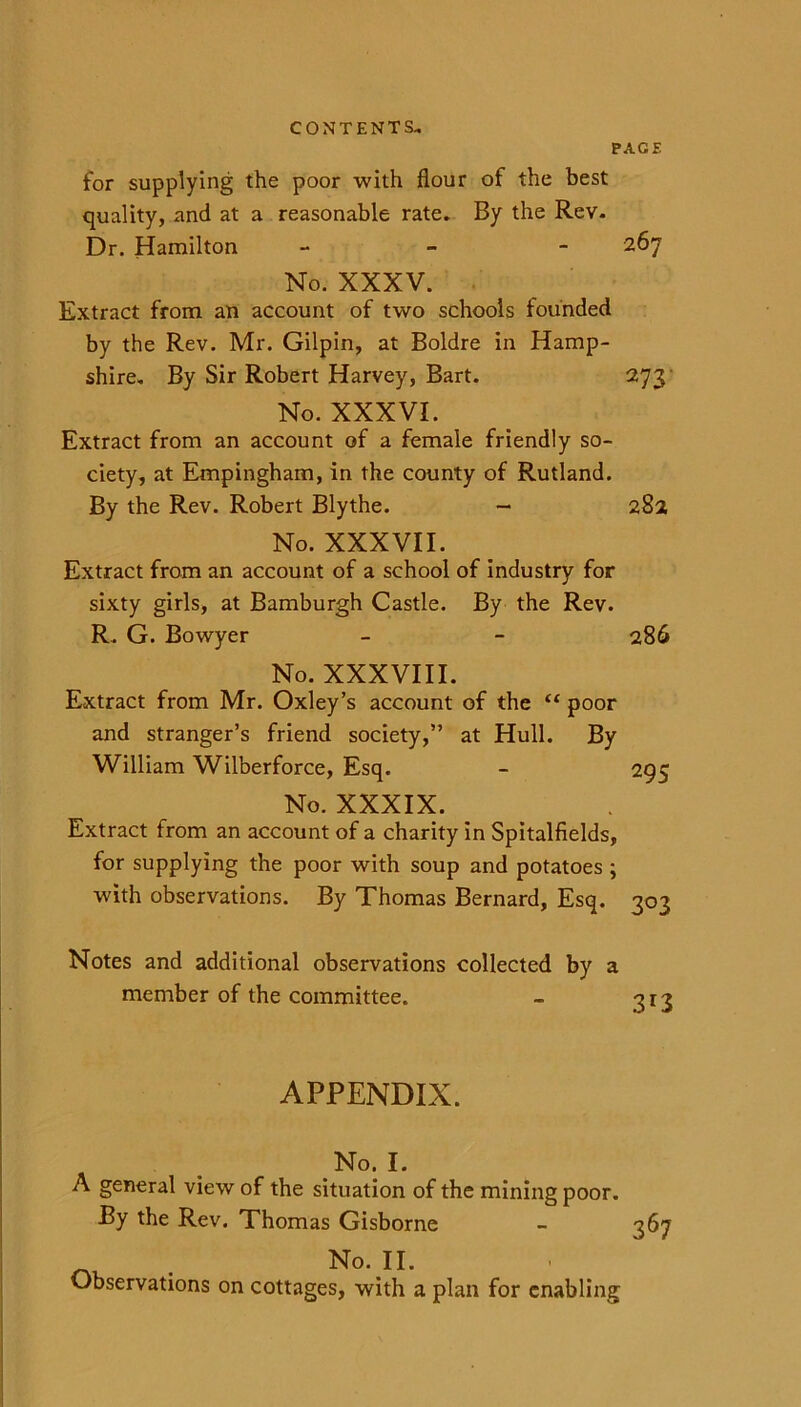 CONTENTS.
PAGE
for supplying the poor with flour of the best
quality, and at a reasonable rate. By the Rev.
Dr. Hamilton - - - 267
No. XXXV.
Extract from an account of two schools founded
by the Rev. Mr. Gilpin, at Boldre in Hamp-
shire. By Sir Robert Harvey, Bart. 273
No. XXXVI.
Extract from an account of a female friendly so-
ciety, at Empingham, in the county of Rutland.
By the Rev. Robert Blythe. - 282
No. XXXVII.
Extract from an account of a school of industry for
sixty girls, at Bamburgh Castle. By the Rev.
R. G. Bowyer - - 286
No. XXXVIII.
Extract from Mr. Oxley's account of the “ poor
and stranger's friend society,” at Hull. By
William Wilberforce, Esq. - 295
No. XXXIX.
Extract from an account of a charity in Spitalfields,
for supplying the poor with soup and potatoes ;
with observations. By Thomas Bernard, Esq. 303
Notes and additional observations collected by a
member of the committee. - 313
APPENDIX.
No. I.
A general view of the situation of the mining poor.
By the Rev. Thomas Gisborne - 367
No. II.
Observations on cottages, with a plan for enabling